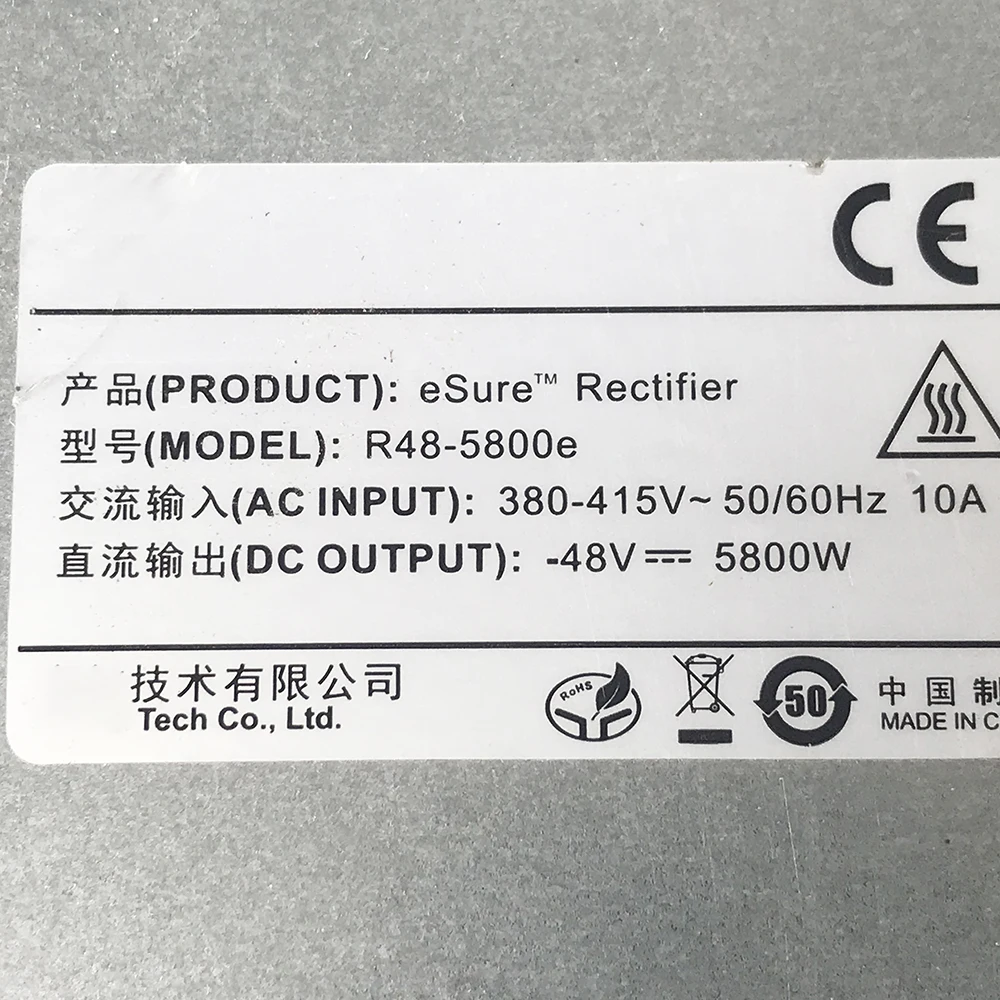 CE
产品(PRODUCT): eSure™ Rectifier
型号(MODEL): R48-5800e
交流输入(AC INPUT): 380-415V~ 50/60Hz 10A
直流输出(DC OUTPUT): -48V⎓ 5800W
技术有限公司
Tech Co., Ltd.
RoHS
50
中国制
MADE IN C